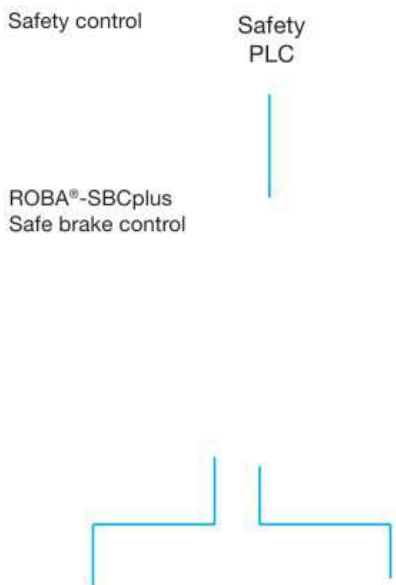 Safety control
Safety
PLC
ROBA®-SBCplus
Safe brake control